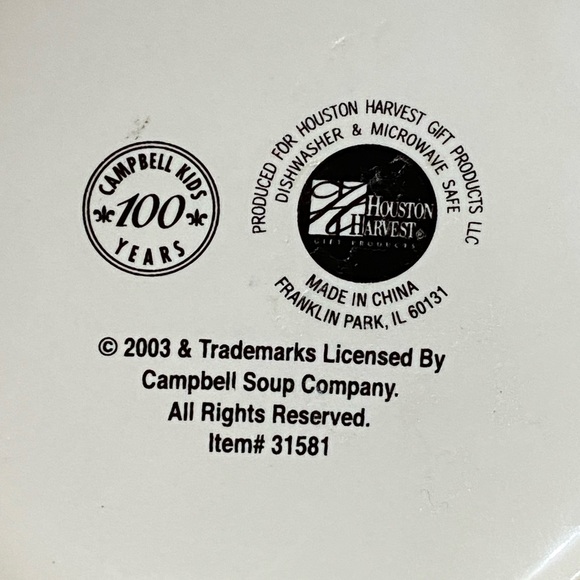 CAMPBELL KIDS
100
YEARS
PRODUCED FOR HOUSTON HARVEST GIFT PRODUCTS LLC
DISHWASHER & MICROWAVE SAFE
HOUSTON
HARVEST
GIFT PRODUCTS
MADE IN CHINA
FRANKLIN PARK, IL 60131
© 2003 & Trademarks Licensed By
Campbell Soup Company.
All Rights Reserved.
Item# 31581